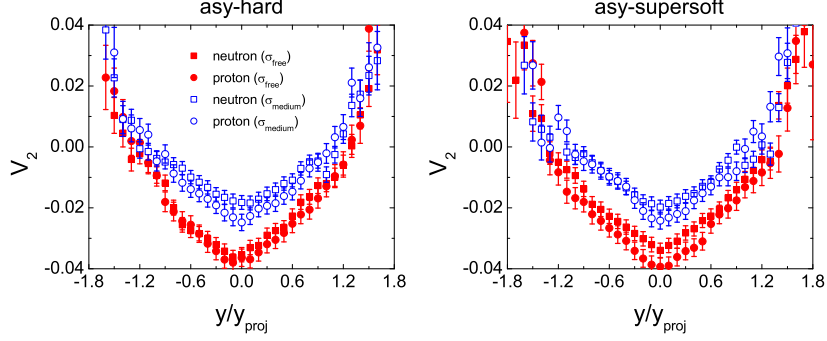 asy-hard
asy-supersoft
0.04
0.02
0.00
-0.02
-0.04
V2
neutron (σfree)
proton (σfree)
neutron (σmedium)
proton (σmedium)
-1.8 -1.2 -0.6 0.0 0.6 1.2 1.8
y/yproj
0.04
0.02
0.00
-0.02
-0.04
V2
-1.8 -1.2 -0.6 0.0 0.6 1.2 1.8
y/yproj